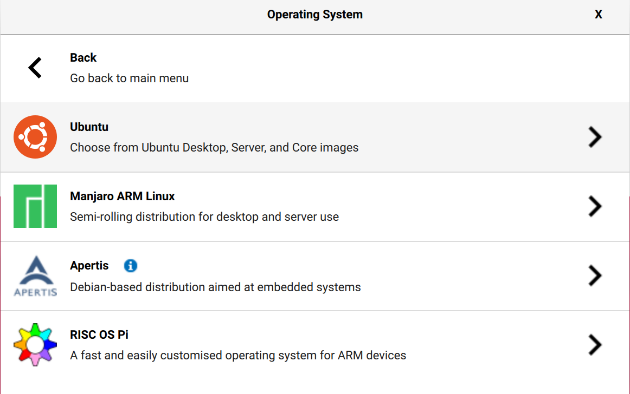 Operating System X
Back
Go back to main menu
Ubuntu
Choose from Ubuntu Desktop, Server, and Core images
Manjaro ARM Linux
Semi-rolling distribution for desktop and server use
Apertis i
APERTIS
Debian-based distribution aimed at embedded systems
RISC OS Pi
A fast and easily customised operating system for ARM devices